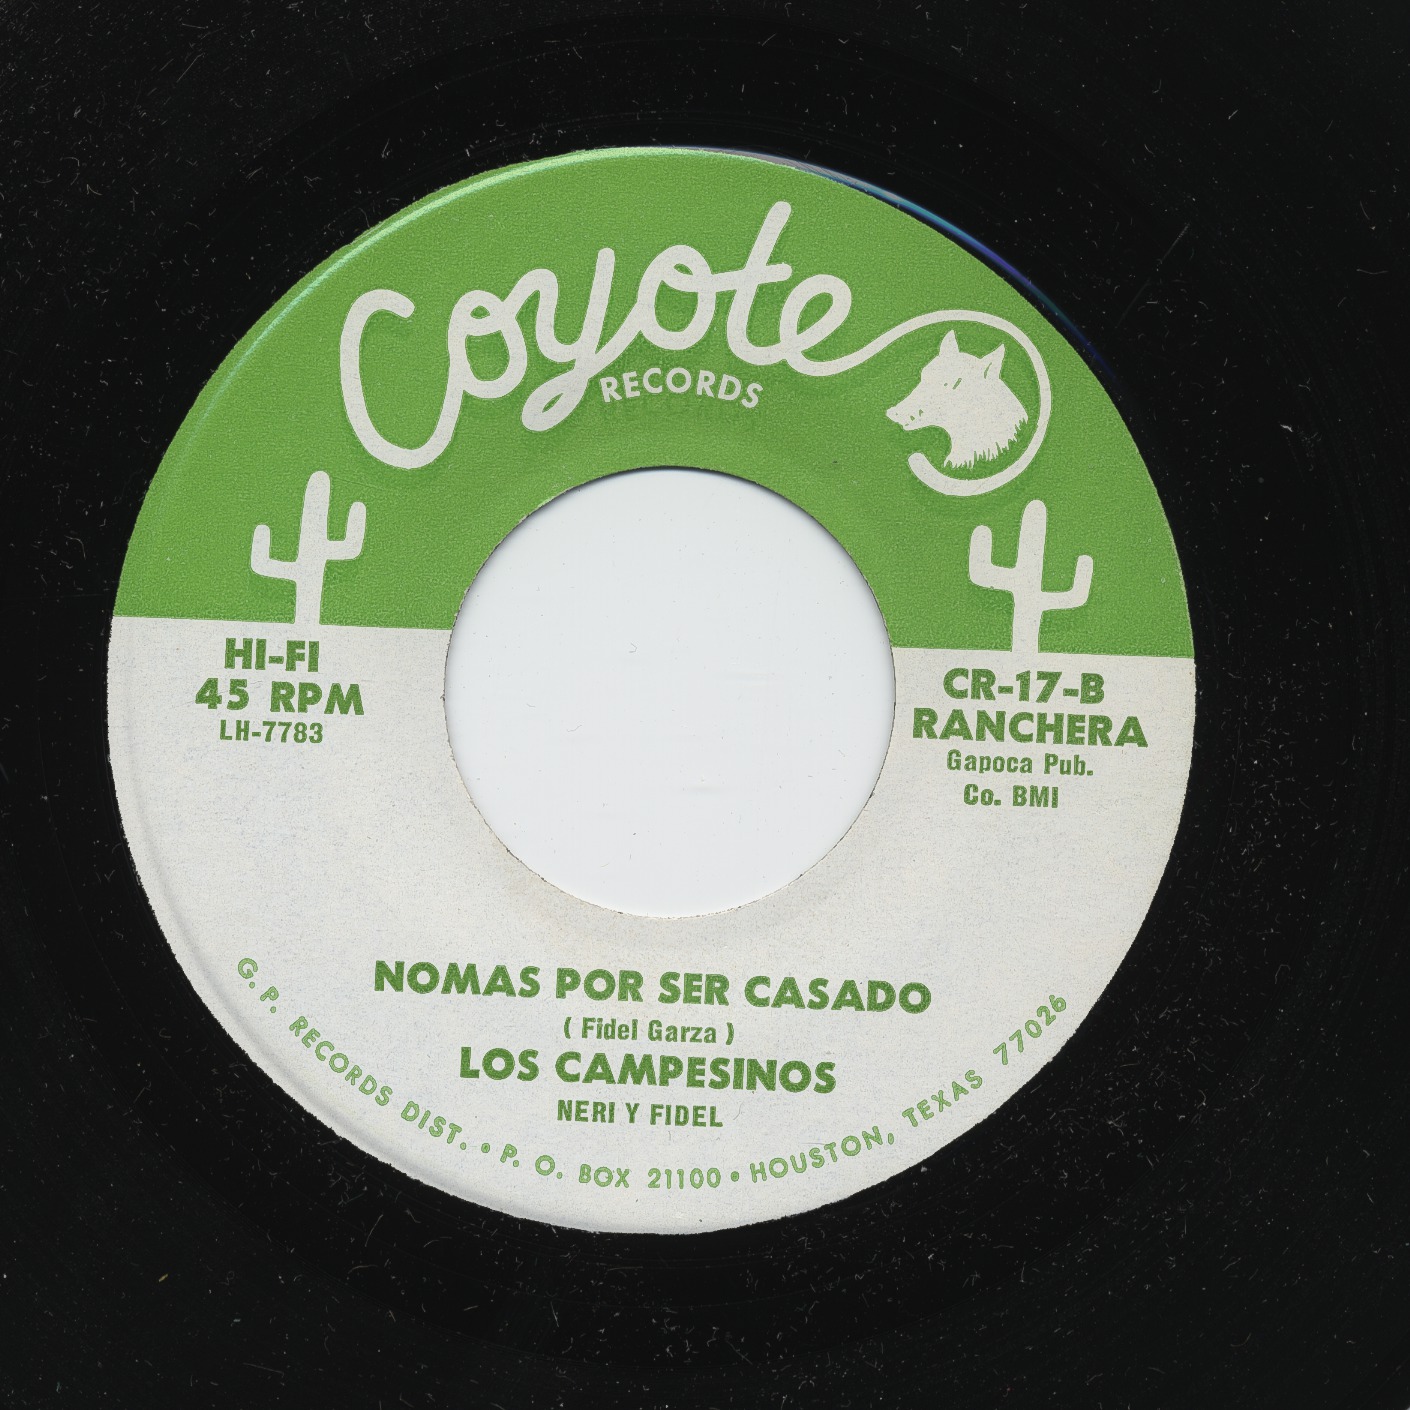 Coyote
RECORDS
HI-FI
45 RPM
LH-7783
CR-17-B
RANCHERA
Gapoca Pub.
Co. BMI
NOMAS POR SER CASADO
( Fidel Garza )
LOS CAMPESINOS
NERI Y FIDEL
G. P. RECORDS DIST. • P. O. BOX 21100 • HOUSTON, TEXAS 77026